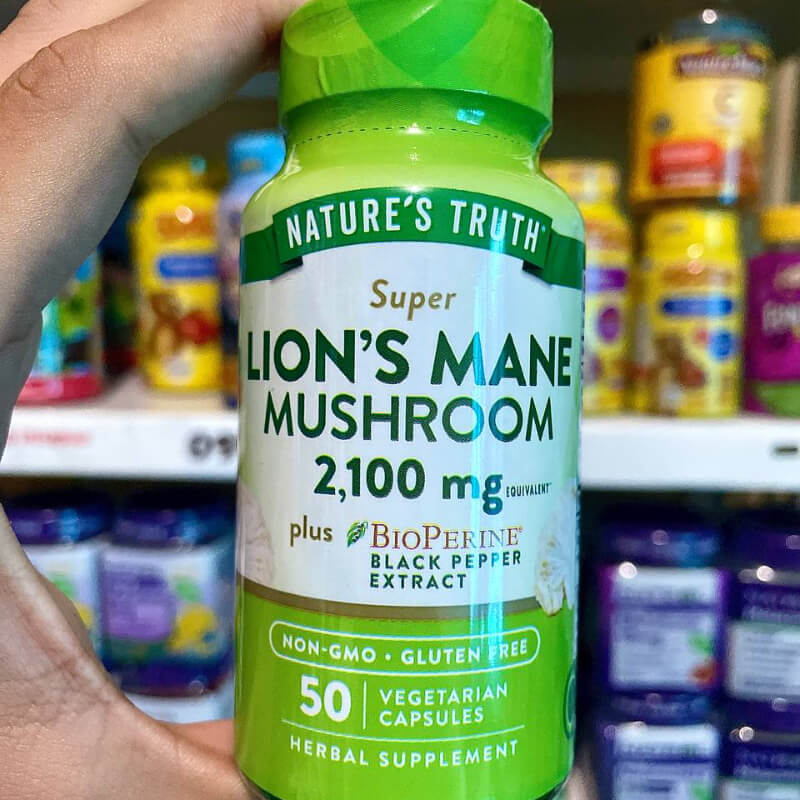 NATURE'S TRUTH®
Super
LION'S MANE
MUSHROOM
2,100 mg EQUIVALENT**
plus BIOPERINE®
BLACK PEPPER
EXTRACT
NON-GMO • GLUTEN FREE
50 VEGETARIAN
CAPSULES
HERBAL SUPPLEMENT
09